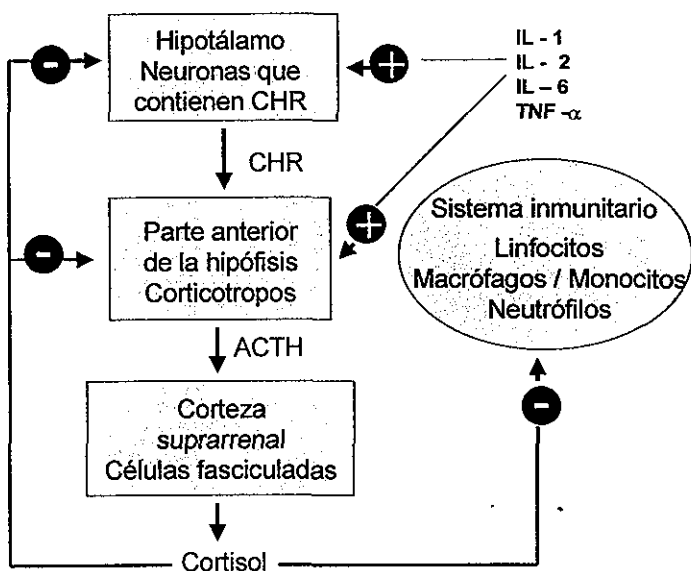 Hipotálamo
Neuronas que
contienen CHR
IL - 1
IL - 2
IL - 6
TNF -α
CHR
Parte anterior
de la hipófisis
Corticotropos
Sistema inmunitario
Linfocitos
Macrófagos / Monocitos
Neutrófilos
ACTH
Corteza
suprarrenal
Células fasciculadas
Cortisol